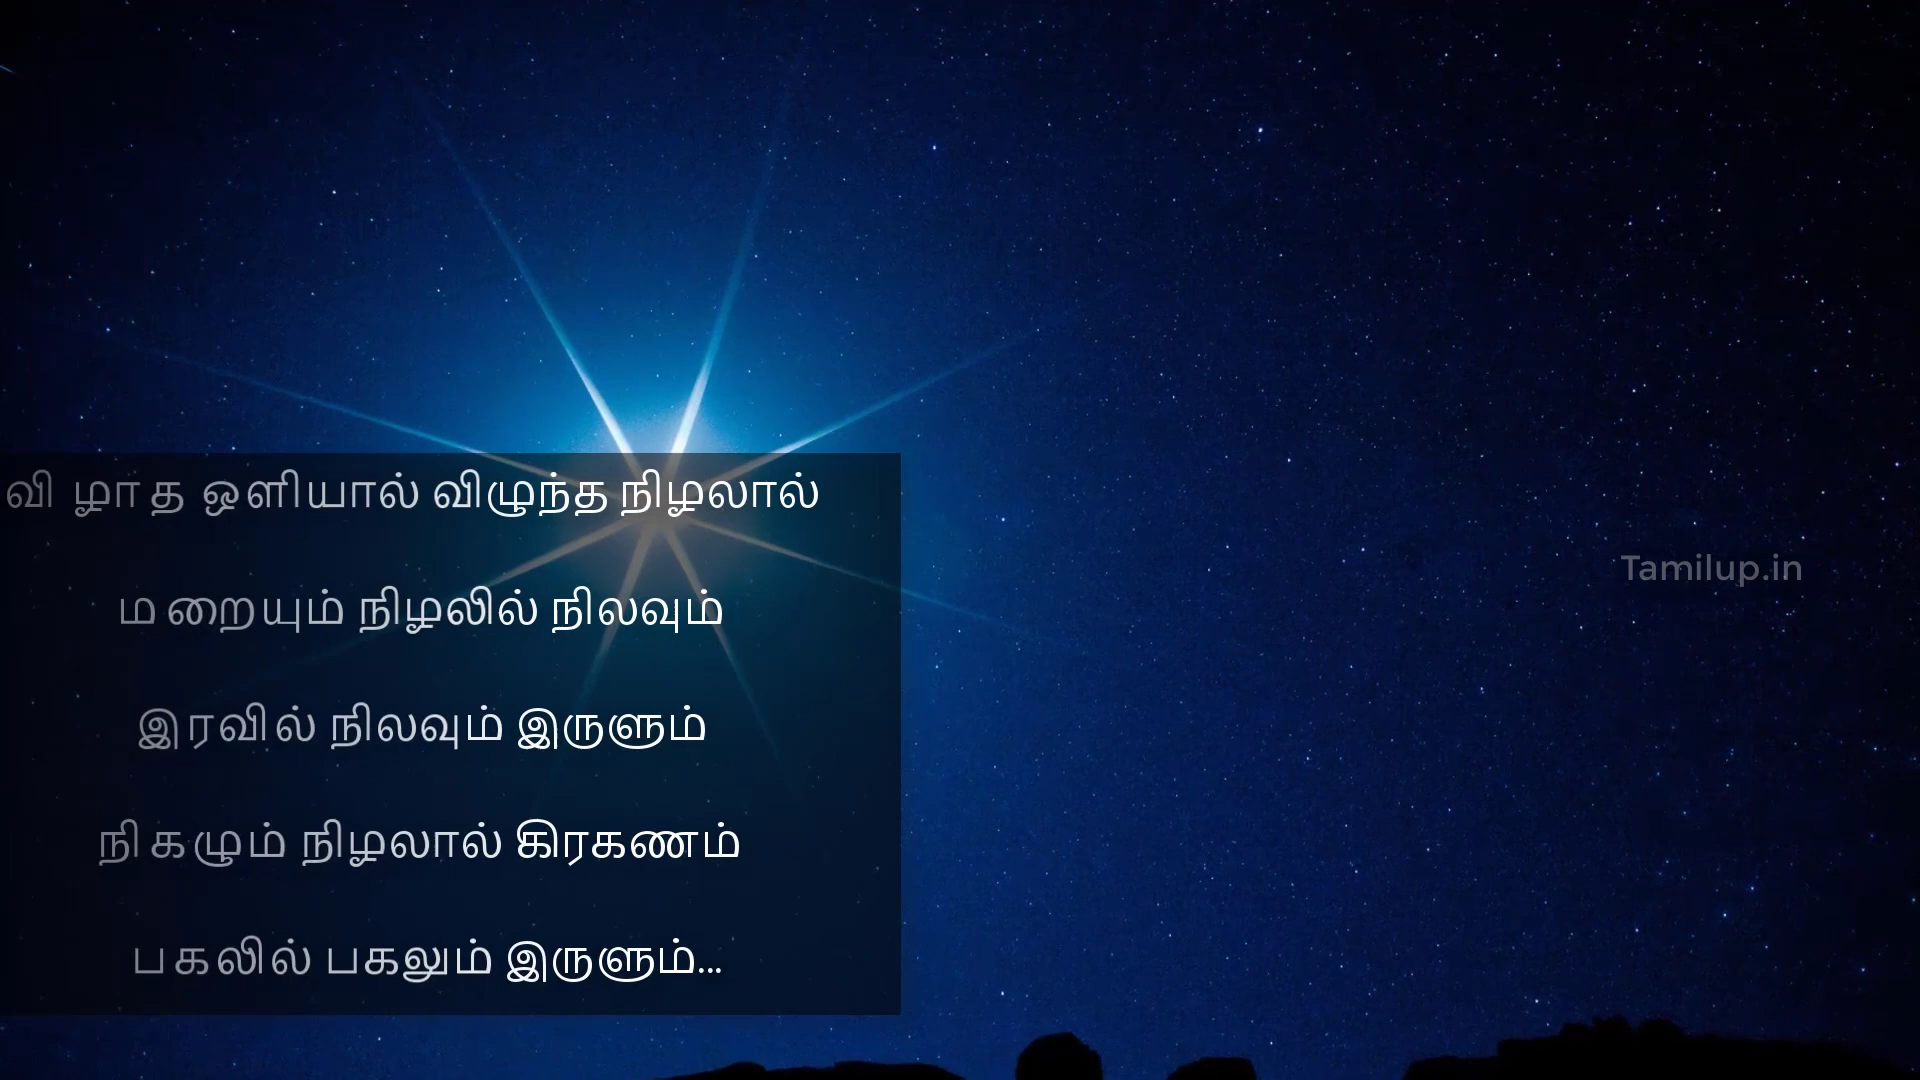 விழாத ஒளியால் விழுந்த நிழலால்
மறையும் நிழலில் நிலவும்
இரவில் நிலவும் இருளும்
நிகழும் நிழலால் கிரகணம்
பகலில் பகலும் இருளும்...
Tamilup.in